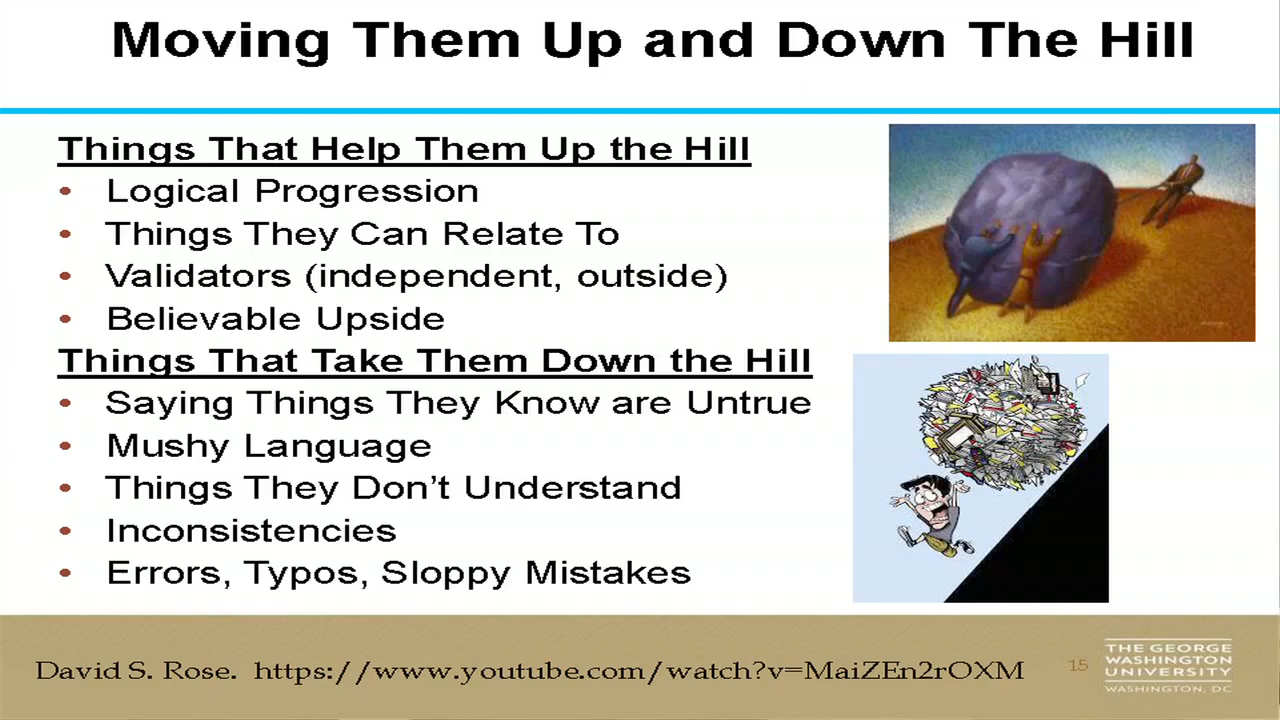 Moving Them Up and Down The Hill
Things That Help Them Up the Hill
• Logical Progression
• Things They Can Relate To
• Validators (independent, outside)
• Believable Upside
Things That Take Them Down the Hill
• Saying Things They Know are Untrue
• Mushy Language
• Things They Don't Understand
• Inconsistencies
• Errors, Typos, Sloppy Mistakes
David S. Rose. https://www.youtube.com/watch?v=MaiZEn2rOXM
15
THE GEORGE
WASHINGTON
UNIVERSITY
WASHINGTON, DC